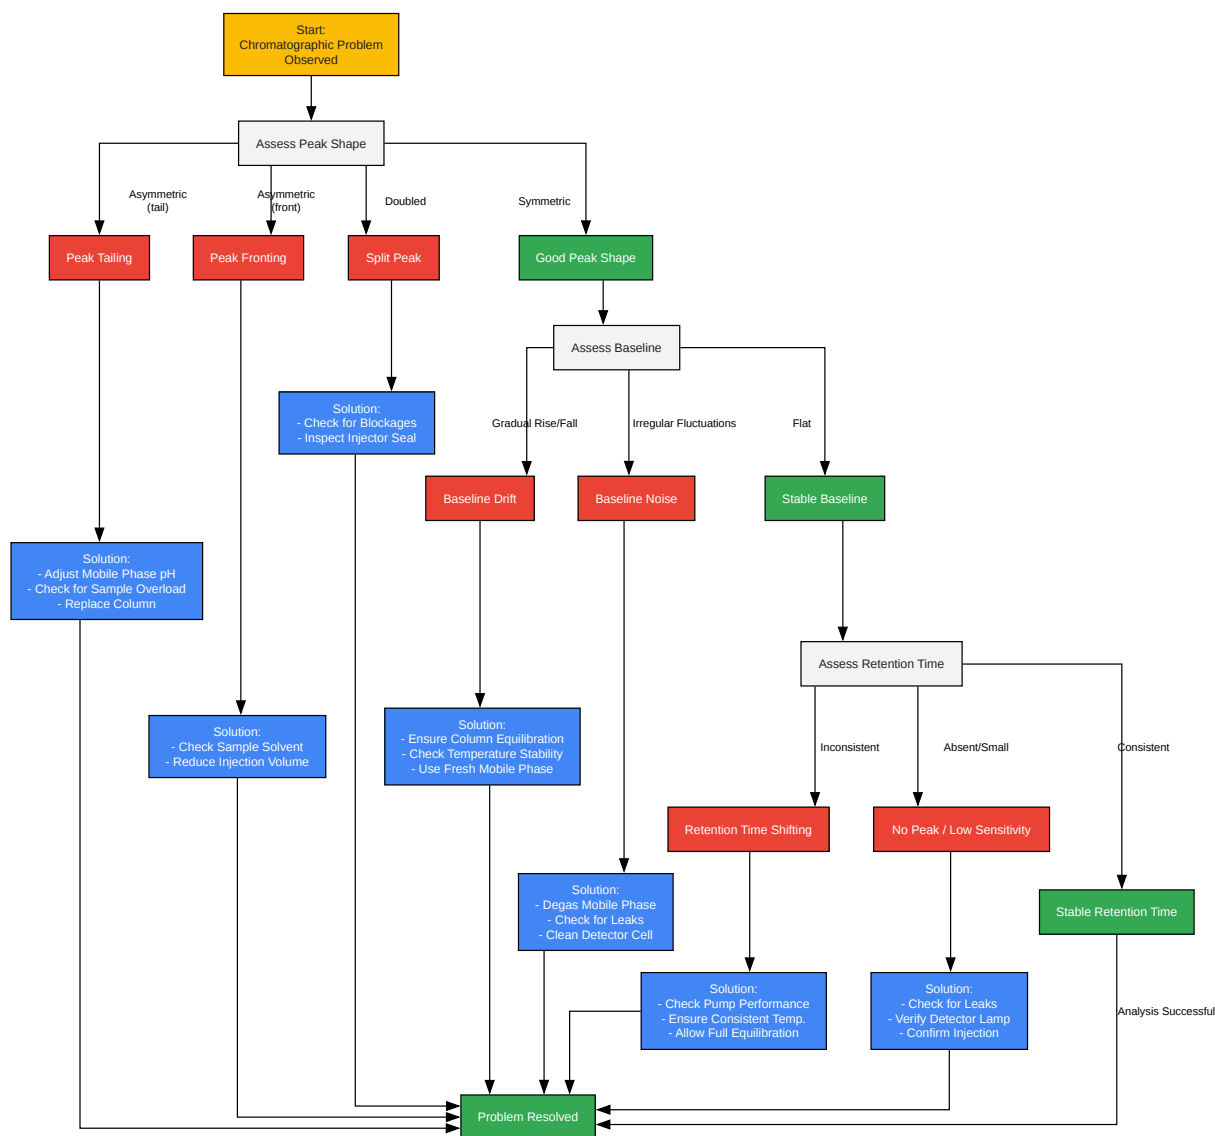 Start:
Chromatographic Problem
Observed
Assess Peak Shape
Asymmetric
(tail)
Asymmetric
(front)
Doubled
Symmetric
Peak Tailing
Peak Fronting
Split Peak
Good Peak Shape
Assess Baseline
Solution:
- Check for Blockages
- Inspect Injector Seal
Gradual Rise/Fall
Irregular Fluctuations
Flat
Baseline Drift
Baseline Noise
Stable Baseline
Solution:
- Adjust Mobile Phase pH
- Check for Sample Overload
- Replace Column
Assess Retention Time
Solution:
- Check Sample Solvent
- Reduce Injection Volume
Solution:
- Ensure Column Equilibration
- Check Temperature Stability
- Use Fresh Mobile Phase
Inconsistent
Absent/Small
Consistent
Retention Time Shifting
No Peak / Low Sensitivity
Solution:
- Degas Mobile Phase
- Check for Leaks
- Clean Detector Cell
Stable Retention Time
Solution:
- Check Pump Performance
- Ensure Consistent Temp.
- Allow Full Equilibration
Solution:
- Check for Leaks
- Verify Detector Lamp
- Confirm Injection
Analysis Successful
Problem Resolved